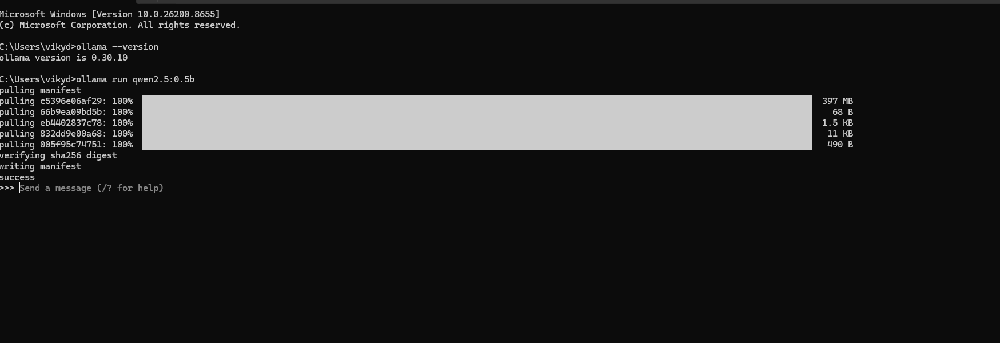 Microsoft Windows [Version 10.0.26200.8655]
(c) Microsoft Corporation. All rights reserved.
C:\Users\vikyd>ollama --version
ollama version is 0.30.10
C:\Users\vikyd>ollama run qwen2.5:0.5b
pulling manifest
pulling c5396e06af29: 100% 397 MB
pulling 66b9ea09bd5b: 100% 68 B
pulling eb4402837c78: 100% 1.5 KB
pulling 832dd9e00a68: 100% 11 KB
pulling 005f95c74751: 100% 490 B
verifying sha256 digest
writing manifest
success
>>> Send a message (/? for help)